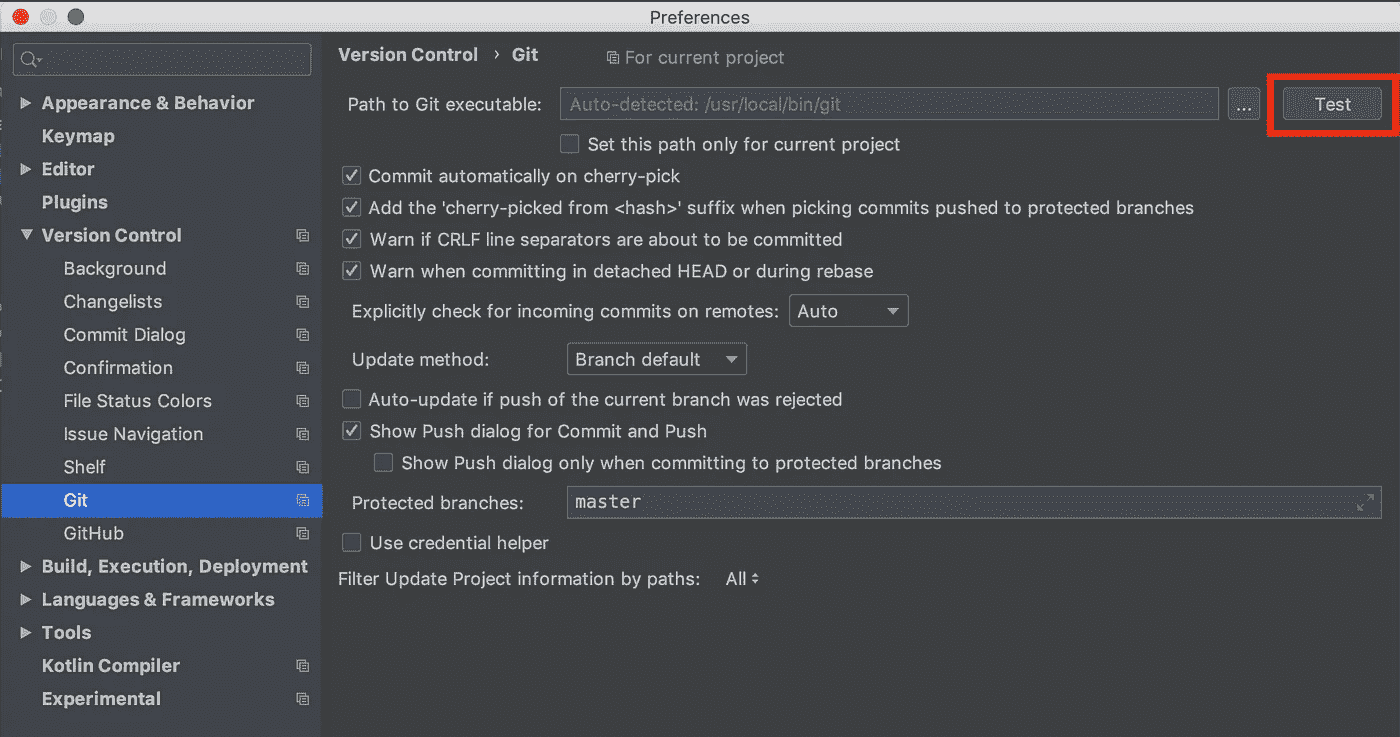 Preferences
Appearance & Behavior
Keymap
Editor
Plugins
Version Control
Background
Changelists
Commit Dialog
Confirmation
File Status Colors
Issue Navigation
Shelf
Git
GitHub
Build, Execution, Deployment
Languages & Frameworks
Tools
Kotlin Compiler
Experimental
Version Control › Git For current project
Path to Git executable: Auto-detected: /usr/local/bin/git ... Test
Set this path only for current project
Commit automatically on cherry-pick
Add the 'cherry-picked from <hash>' suffix when picking commits pushed to protected branches
Warn if CRLF line separators are about to be committed
Warn when committing in detached HEAD or during rebase
Explicitly check for incoming commits on remotes: Auto
Update method: Branch default
Auto-update if push of the current branch was rejected
Show Push dialog for Commit and Push
Show Push dialog only when committing to protected branches
Protected branches: master
Use credential helper
Filter Update Project information by paths: All